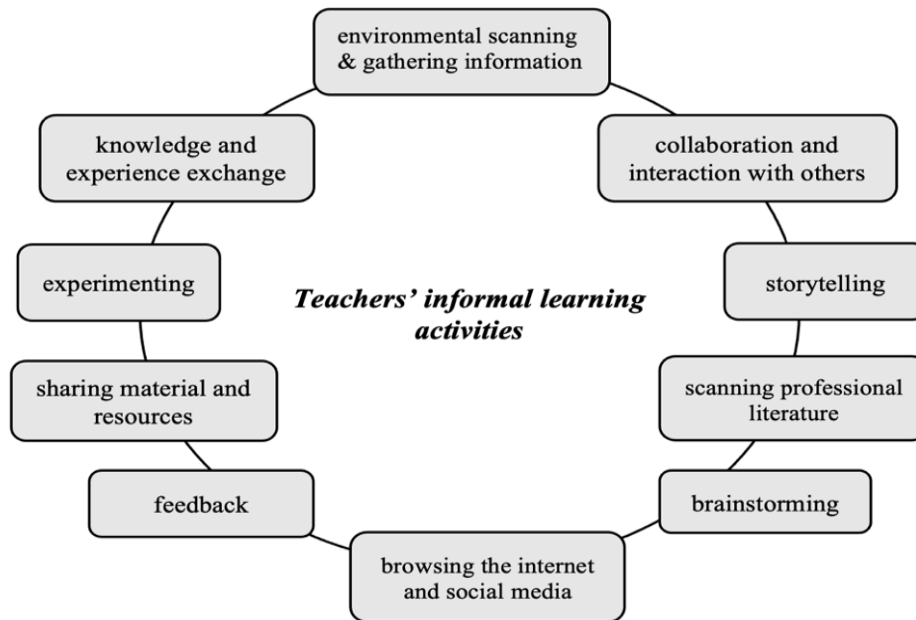 environmental scanning
& gathering information
knowledge and
experience exchange
collaboration and
interaction with others
experimenting
storytelling
Teachers’ informal learning
activities
sharing material and
resources
scanning professional
literature
feedback
brainstorming
browsing the internet
and social media